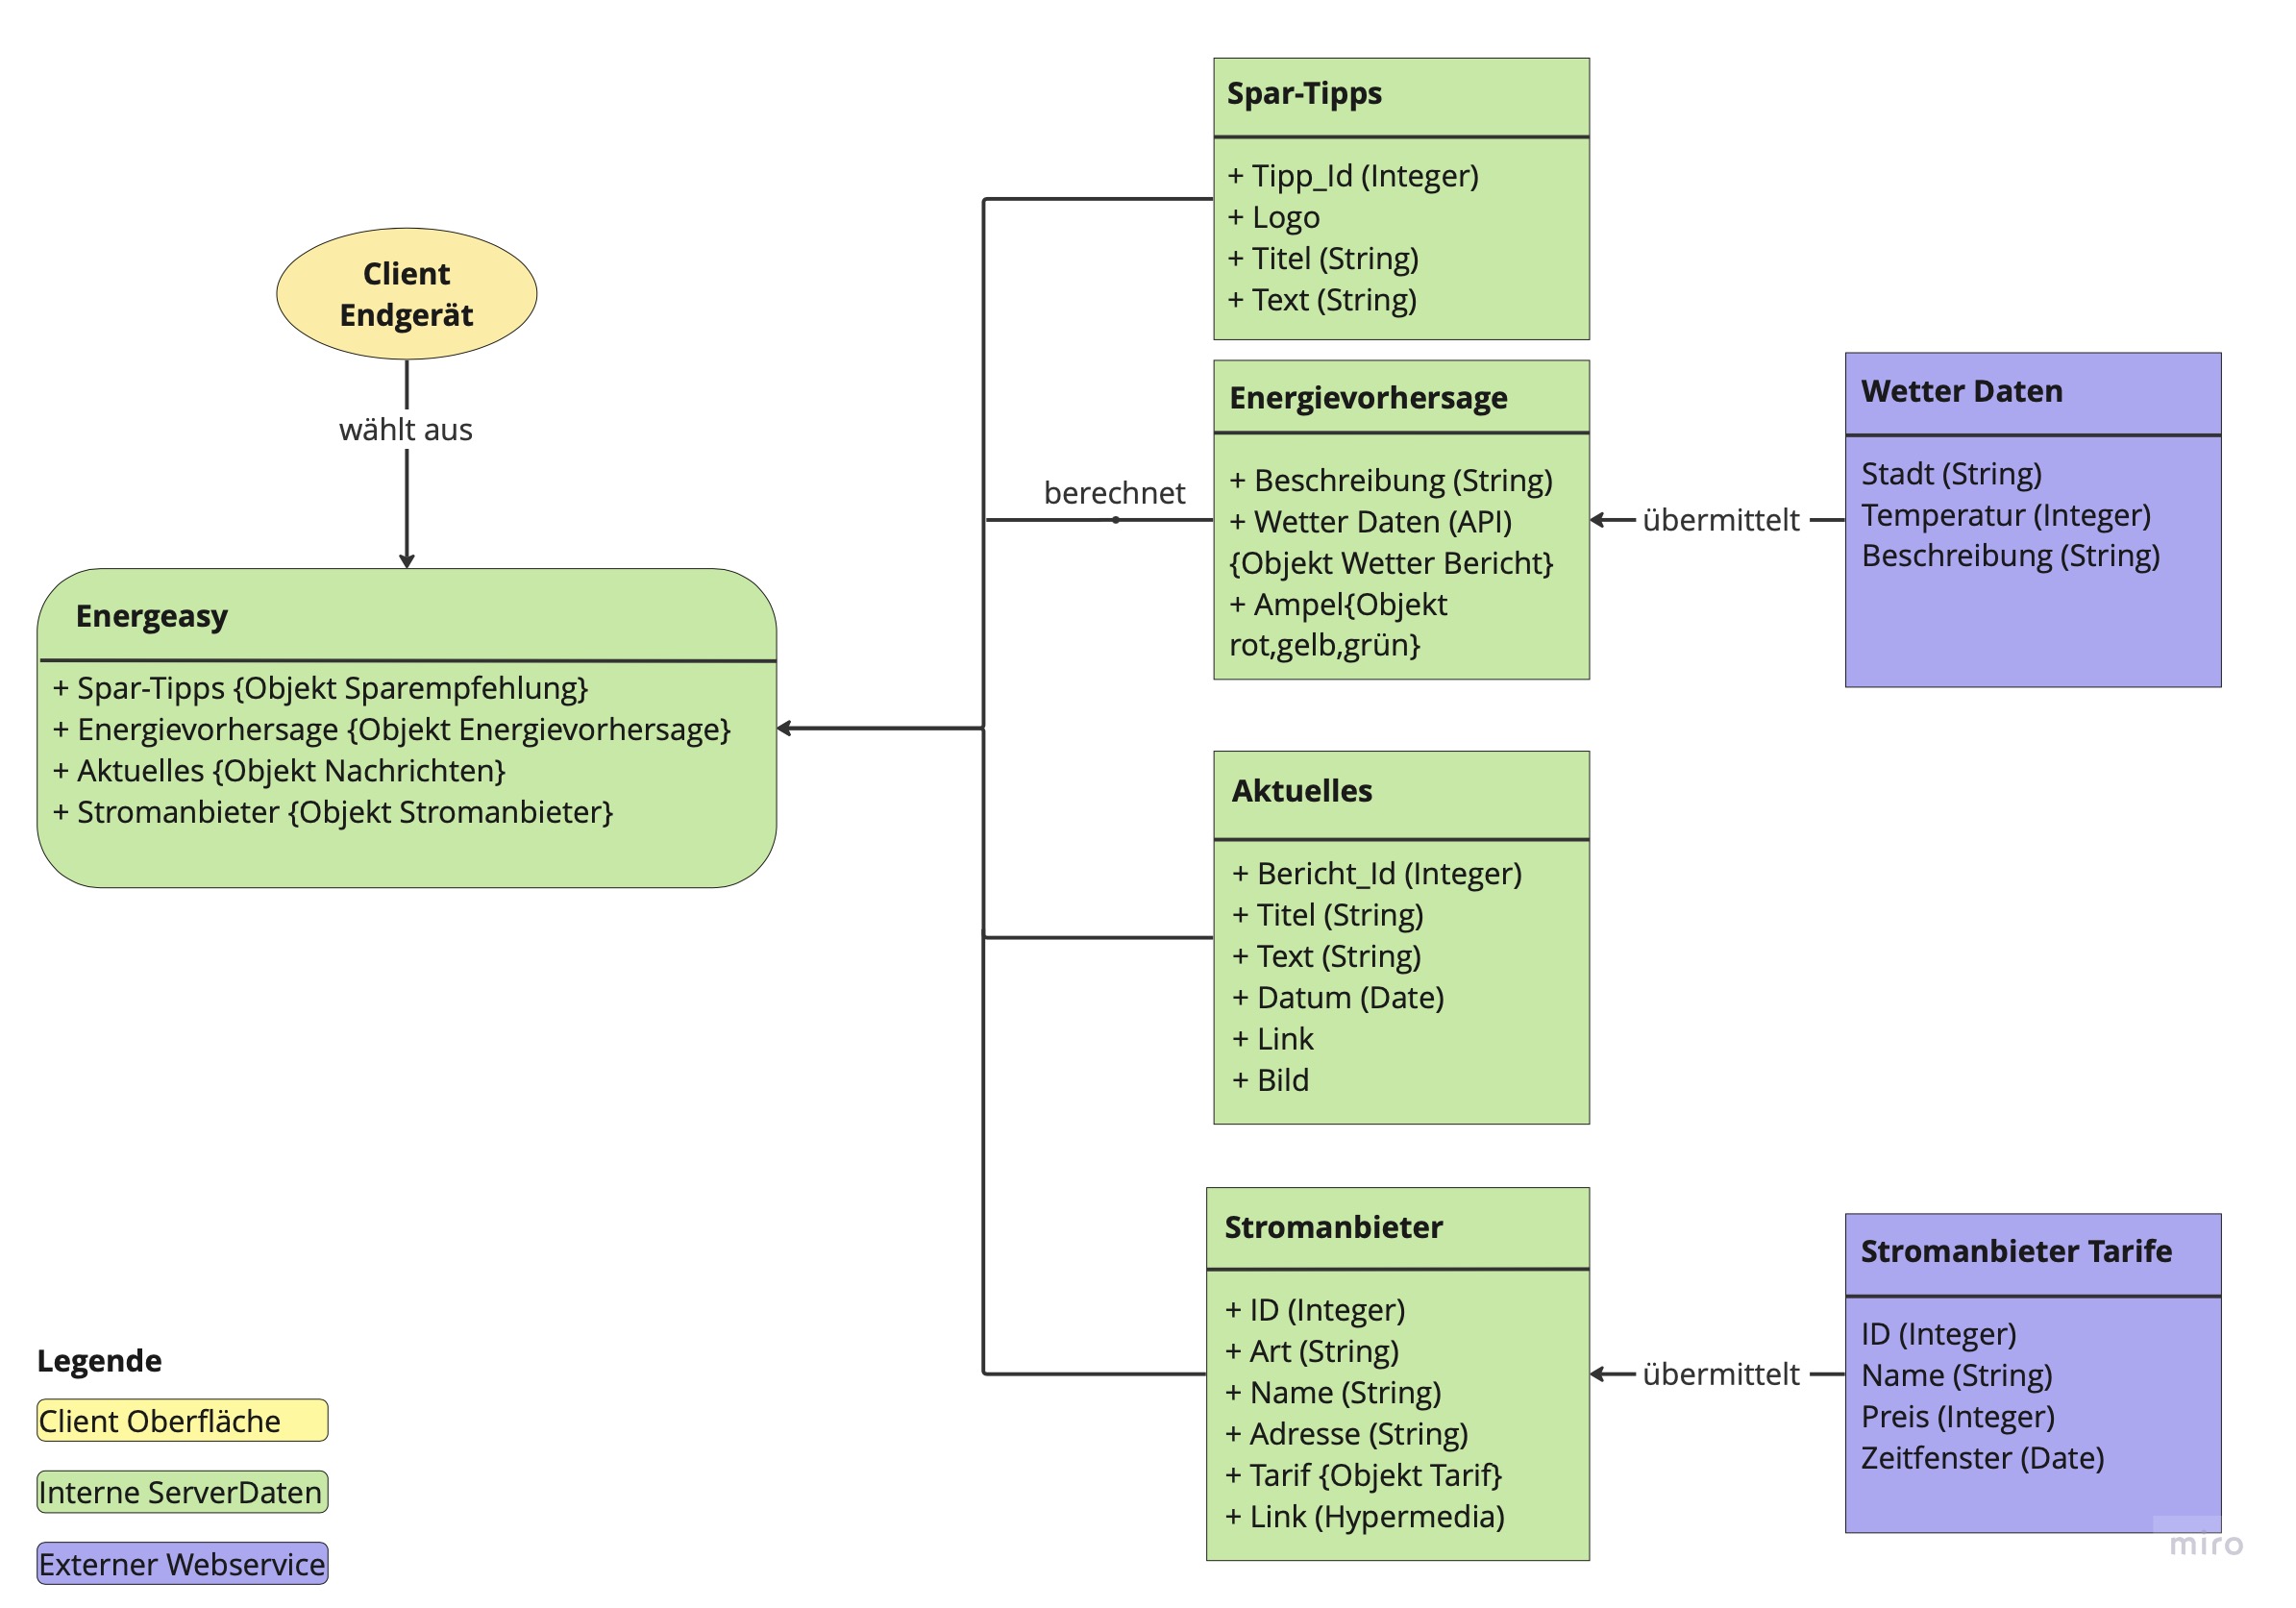 Client
Endgerät
wählt aus
Energeasy
+ Spar-Tipps {Objekt Sparempfehlung}
+ Energievorhersage {Objekt Energievorhersage}
+ Aktuelles {Objekt Nachrichten}
+ Stromanbieter {Objekt Stromanbieter}
Spar-Tipps
+ Tipp_Id (Integer)
+ Logo
+ Titel (String)
+ Text (String)
berechnet
Energievorhersage
+ Beschreibung (String)
+ Wetter Daten (API)
{Objekt Wetter Bericht}
+ Ampel{Objekt
rot,gelb,grün}
übermittelt
Wetter Daten
Stadt (String)
Temperatur (Integer)
Beschreibung (String)
Aktuelles
+ Bericht_Id (Integer)
+ Titel (String)
+ Text (String)
+ Datum (Date)
+ Link
+ Bild
Stromanbieter
+ ID (Integer)
+ Art (String)
+ Name (String)
+ Adresse (String)
+ Tarif {Objekt Tarif}
+ Link (Hypermedia)
übermittelt
Stromanbieter Tarife
ID (Integer)
Name (String)
Preis (Integer)
Zeitfenster (Date)
Legende
Client Oberfläche
Interne ServerDaten
Externer Webservice
miro